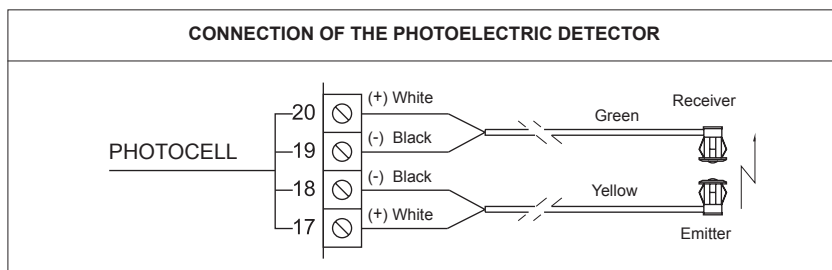 CONNECTION OF THE PHOTOELECTRIC DETECTOR
PHOTOCELL
20 (+) White
19 (-) Black
18 (-) Black
17 (+) White
Green
Receiver
Yellow
Emitter